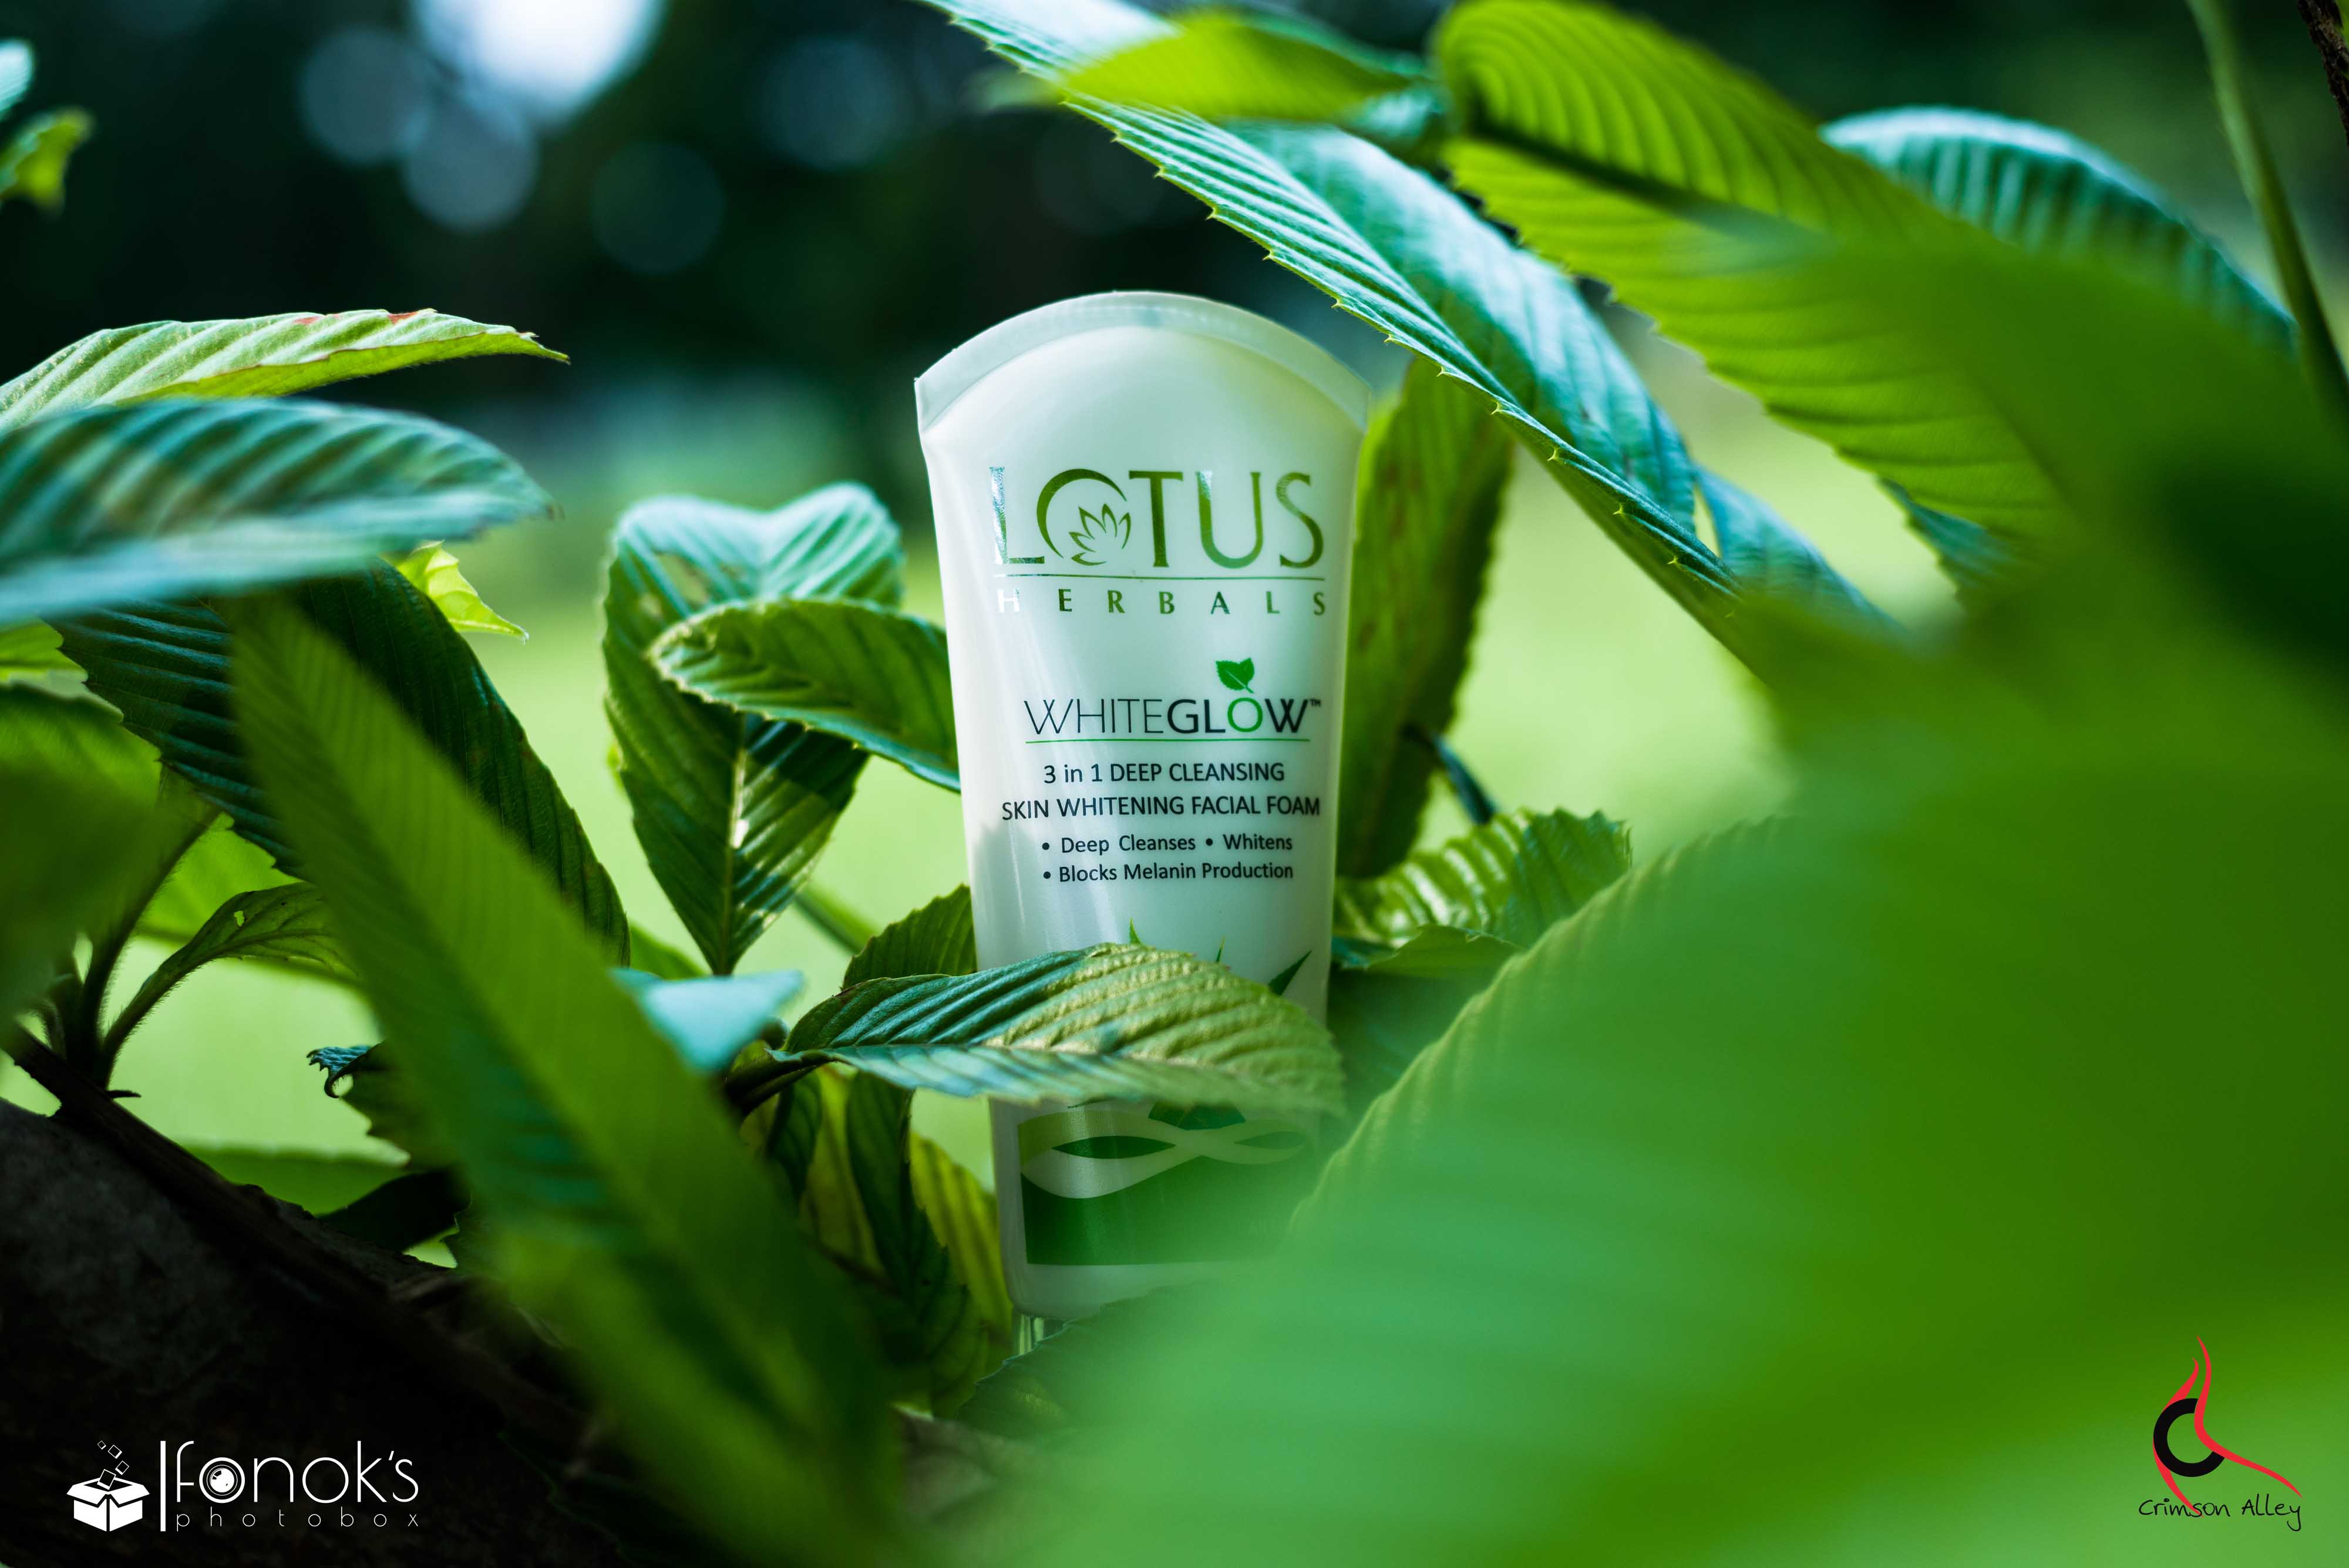 LOTUS
HERBALS
WHITEGLOW™
3 in 1 DEEP CLEANSING
SKIN WHITENING FACIAL FOAM
• Deep Cleanses • Whitens
• Blocks Melanin Production
fonok's
photobox
Crimson Alley